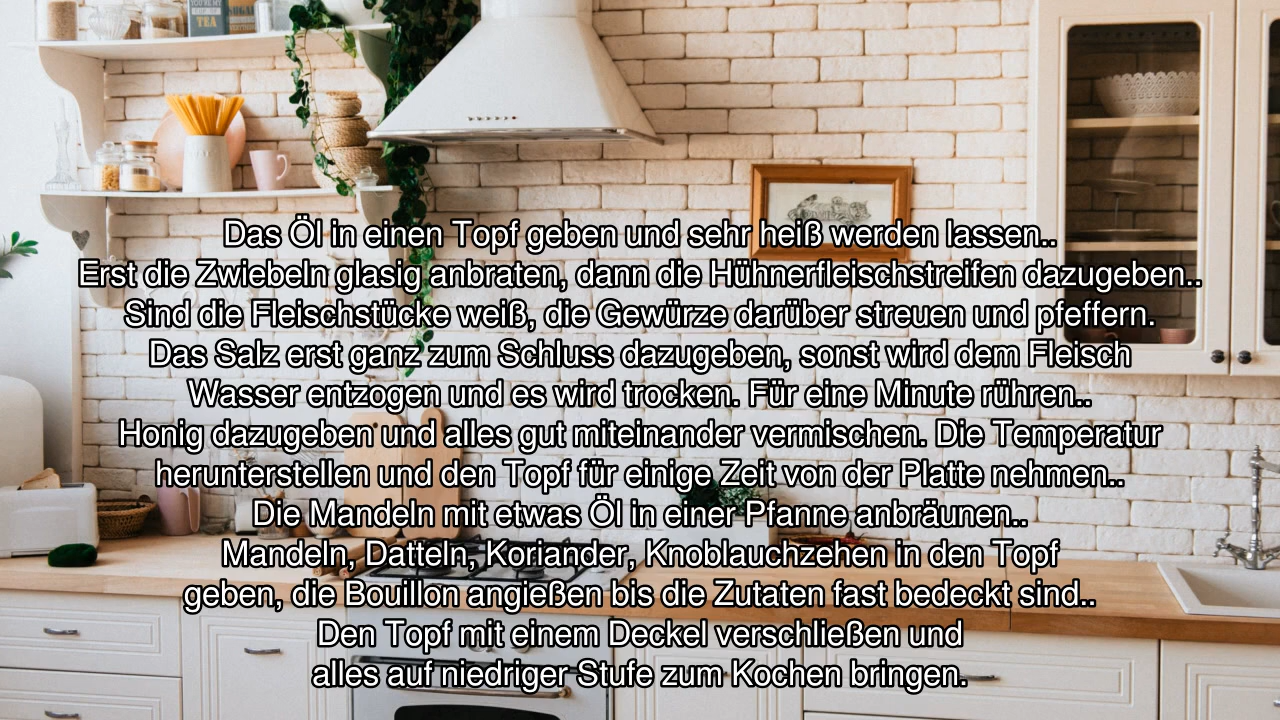 YOU'RE MY
TEA
SUGAR
Das Öl in einen Topf geben und sehr heiß werden lassen..
Erst die Zwiebeln glasig anbraten, dann die Hühnerfleischstreifen dazugeben..
Sind die Fleischstücke weiß, die Gewürze darüber streuen und pfeffern.
Das Salz erst ganz zum Schluss dazugeben, sonst wird dem Fleisch
Wasser entzogen und es wird trocken. Für eine Minute rühren..
Honig dazugeben und alles gut miteinander vermischen. Die Temperatur
herunterstellen und den Topf für einige Zeit von der Platte nehmen..
Die Mandeln mit etwas Öl in einer Pfanne anbräunen..
Mandeln, Datteln, Koriander, Knoblauchzehen in den Topf
geben, die Bouillon angießen bis die Zutaten fast bedeckt sind..
Den Topf mit einem Deckel verschließen und
alles auf niedriger Stufe zum Kochen bringen.